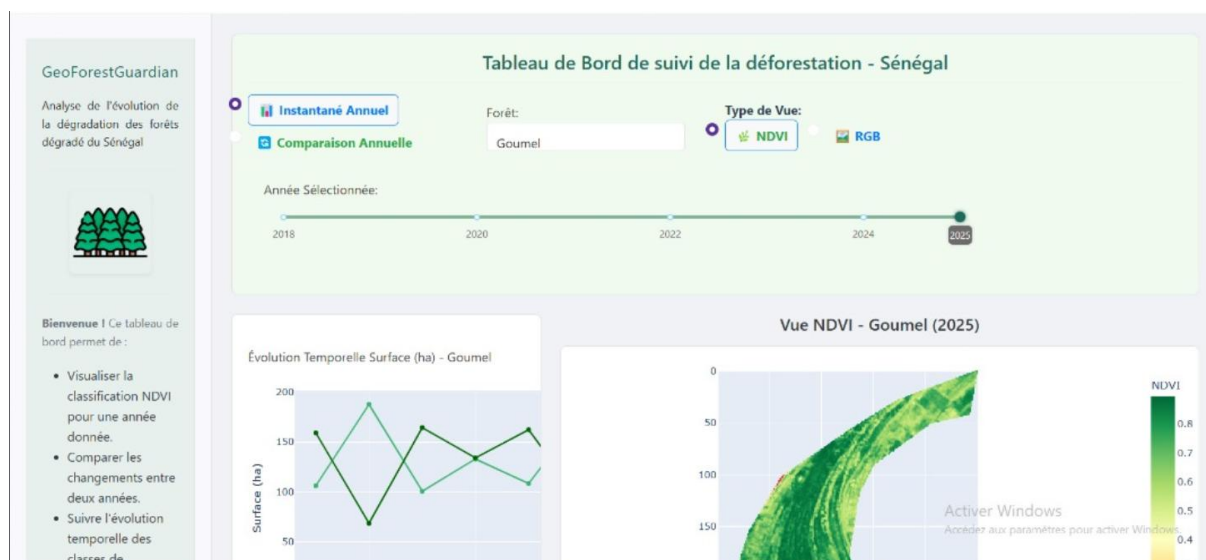 GeoForestGuardian
Analyse de l'évolution de
la dégradation des forêts
dégradé du Sénégal
Bienvenue ! Ce tableau de
bord permet de :
• Visualiser la
classification NDVI
pour une année
donnée.
• Comparer les
changements entre
deux années.
• Suivre l'évolution
temporelle des
classes de
Tableau de Bord de suivi de la déforestation - Sénégal
Instantané Annuel
Comparaison Annuelle
Forêt:
Goumel
Type de Vue:
NDVI
RGB
Année Sélectionnée:
2018
2020
2022
2024
2025
Évolution Temporelle Surface (ha) - Goumel
Surface (ha)
200
150
100
50
Vue NDVI - Goumel (2025)
0
50
100
150
NDVI
0.8
0.7
0.6
0.5
0.4
Activer Windows
Accédez aux paramètres pour activer Windows.